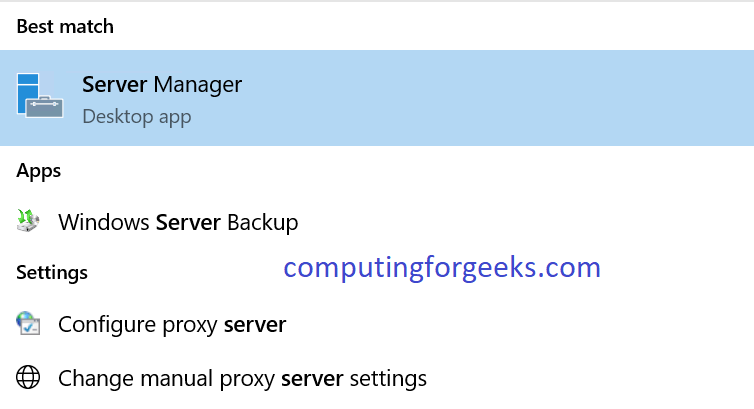 Best match
Server Manager
Desktop app
Apps
Windows Server Backup
Settings
computingforgeeks.com
Configure proxy server
Change manual proxy server settings